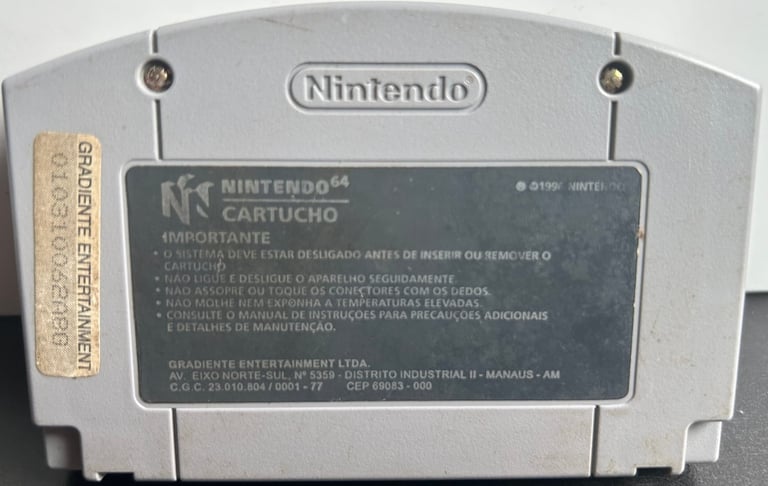 Nintendo®
NINTENDO 64
CARTUCHO
IMPORTANTE
• O SISTEMA DEVE ESTAR DESLIGADO ANTES DE INSERIR OU REMOVER O
CARTUCHO
• NÃO LIGUE E DESLIGUE O APARELHO SEGUIDAMENTE.
• NÃO ASSOPRE OU TOQUE OS CONECTORES COM OS DEDOS.
• NÃO MOLHE NEM EXPONHA A TEMPERATURAS ELEVADAS.
• CONSULTE O MANUAL DE INSTRUÇÕES PARA PRECAUÇÕES ADICIONAIS
E DETALHES DE MANUTENÇÃO.
GRADIENTE ENTERTAINMENT LTDA.
AV. EIXO NORTE-SUL, Nº 5359 - DISTRITO INDUSTRIAL II - MANAUS - AM
C.G.C. 23.010.804 / 0001 - 77 CEP 69083 - 000
NINTENDO
GRADIENTE ENTERTAINMENT